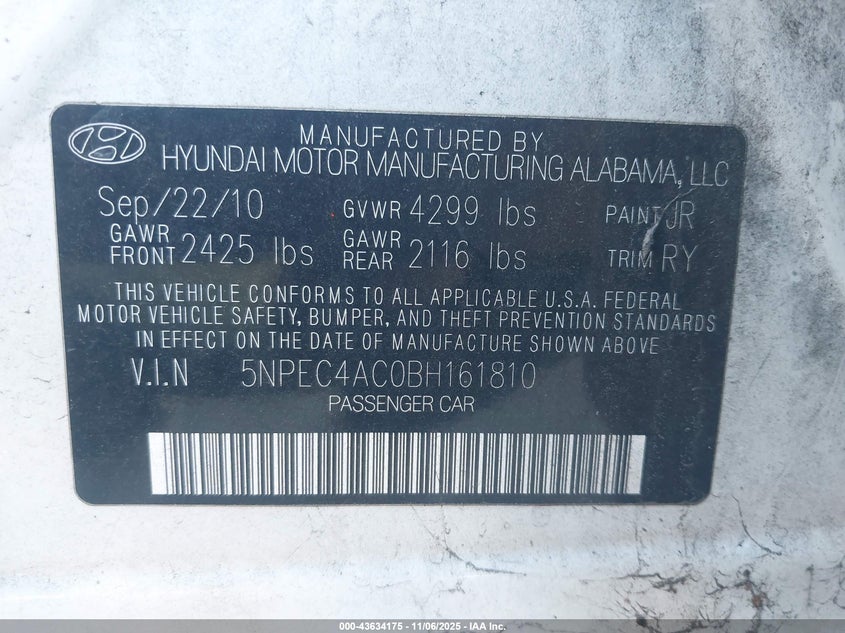 MANUFACTURED BY
HYUNDAI MOTOR MANUFACTURING ALABAMA, LLC
Sep/22/10 GVWR 4299 lbs PAINT JR
GAWR FRONT 2425 lbs GAWR REAR 2116 lbs TRIM RY
THIS VEHICLE CONFORMS TO ALL APPLICABLE U.S.A. FEDERAL
MOTOR VEHICLE SAFETY, BUMPER, AND THEFT PREVENTION STANDARDS
IN EFFECT ON THE DATE OF MANUFACTURE SHOWN ABOVE
V.I.N 5NPEC4AC0BH161810
PASSENGER CAR
000-43634175 - 11/06/2025 - IAA Inc.